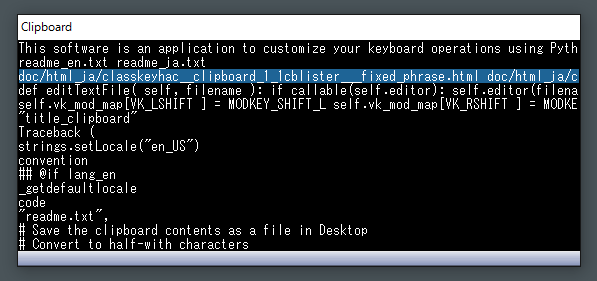 Clipboard
This software is an application to customize your keyboard operations using Pyth
readme_en.txt readme_ja.txt
doc/html_ja/classkeyhac__clipboard_1_1cblister___fixed__phrase.html doc/html_ja/c
def editTextFile( self, filename ): if callable(self.editor): self.editor(filena
self.vk_mod_map[VK_LSHIFT ] = MODKEY_SHIFT_L self.vk_mod_map[VK_RSHIFT ] = MODKE
"title_clipboard"
Traceback (
strings.setLocale("en_US")
convention
## @if lang_en
_getdefaultlocale
code
"readme.txt",
# Save the clipboard contents as a file in Desktop
# Convert to half-with characters